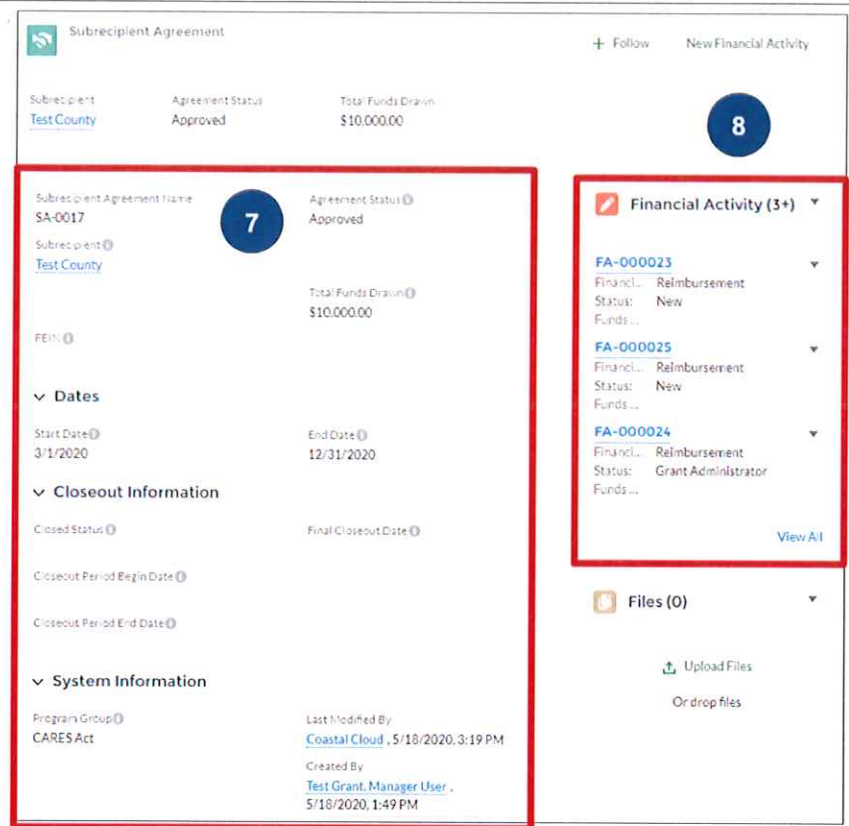 Subrecipient Agreement
+ Follow
New Financial Activity
Subrecipient
Agreement Status
Total Funds Drawn
Test County
Approved
$10,000.00
8
7
Subrecipient Agreement Name
SA-0017
Agreement Status
Approved
Subrecipient
Test County
Total Funds Drawn
$10,000.00
FEIN
Dates
Start Date
3/1/2020
End Date
12/31/2020
Closeout Information
Closed Status
Final Closeout Date
Closeout Period Begin Date
Closeout Period End Date
System Information
Program Group
CARES Act
Last Modified By
Coastal Cloud , 5/18/2020, 3:19 PM
Created By
Test Grant. Manager User ,
5/18/2020, 1:49 PM
Financial Activity (3+)
FA-000023
Financi... Reimbursement
Status: New
Funds ...
FA-000025
Financi... Reimbursement
Status: New
Funds ...
FA-000024
Financi... Reimbursement
Status: Grant Administrator
Funds ...
View All
Files (0)
Upload Files
Or drop files